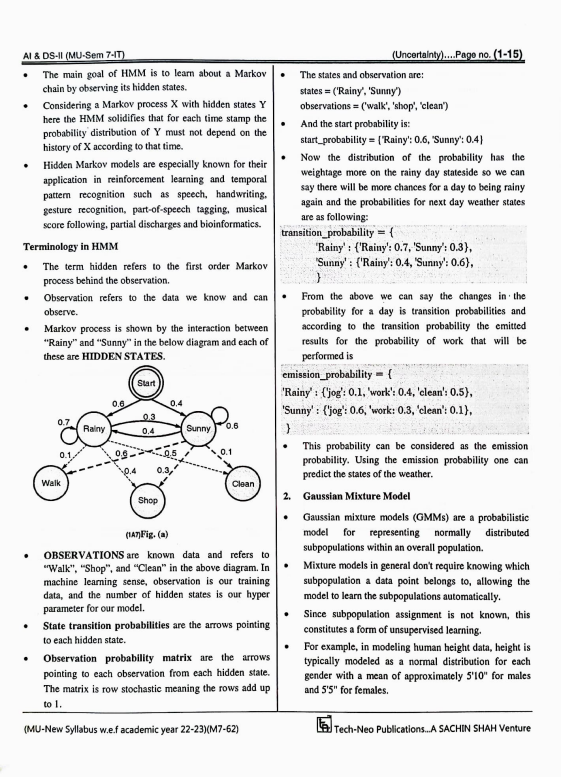 AI & DS-II (MU-Sem 7-IT)
(Uncertainty)....Page no. (1-15)
• The main goal of HMM is to learn about a Markov
chain by observing its hidden states.
• Considering a Markov process X with hidden states Y
here the HMM solidifies that for each time stamp the
probability distribution of Y must not depend on the
history of X according to that time.
• Hidden Markov models are especially known for their
application in reinforcement learning and temporal
pattern recognition such as speech, handwriting,
gesture recognition, part-of-speech tagging, musical
score following, partial discharges and bioinformatics.
Terminology in HMM
• The term hidden refers to the first order Markov
process behind the observation.
• Observation refers to the data we know and can
observe.
• Markov process is shown by the interaction between
"Rainy" and "Sunny" in the below diagram and each of
these are HIDDEN STATES.
Start
0.6 0.4
0.3
0.7 Rainy Sunny 0.6
0.4
0.1 0.6 0.5 0.1
0.4 0.3
Walk Clean
Shop
(1A7)Fig. (a)
• OBSERVATIONS are known data and refers to
"Walk", "Shop", and "Clean" in the above diagram. In
machine learning sense, observation is our training
data, and the number of hidden states is our hyper
parameter for our model.
• State transition probabilities are the arrows pointing
to each hidden state.
• Observation probability matrix are the arrows
pointing to each observation from each hidden state.
The matrix is row stochastic meaning the rows add up
to 1.
• The states and observation are:
states = ('Rainy', 'Sunny')
observations = ('walk', 'shop', 'clean')
• And the start probability is:
start_probability = {'Rainy': 0.6, 'Sunny': 0.4}
• Now the distribution of the probability has the
weightage more on the rainy day stateside so we can
say there will be more chances for a day to being rainy
again and the probabilities for next day weather states
are as following:
transition_probability = {
'Rainy' : {'Rainy': 0.7, 'Sunny': 0.3},
'Sunny' : {'Rainy': 0.4, 'Sunny': 0.6},
}
• From the above we can say the changes in the
probability for a day is transition probabilities and
according to the transition probability the emitted
results for the probability of work that will be
performed is
emission_probability = {
'Rainy' : {'jog': 0.1, 'work': 0.4, 'clean': 0.5},
'Sunny' : {'jog': 0.6, 'work: 0.3, 'clean': 0.1},
}
• This probability can be considered as the emission
probability. Using the emission probability one can
predict the states of the weather.
2. Gaussian Mixture Model
• Gaussian mixture models (GMMs) are a probabilistic
model for representing normally distributed
subpopulations within an overall population.
• Mixture models in general don't require knowing which
subpopulation a data point belongs to, allowing the
model to learn the subpopulations automatically.
• Since subpopulation assignment is not known, this
constitutes a form of unsupervised learning.
• For example, in modeling human height data, height is
typically modeled as a normal distribution for each
gender with a mean of approximately 5'10" for males
and 5'5" for females.
(MU-New Syllabus w.e.f academic year 22-23)(M7-62)
Tech-Neo Publications...A SACHIN SHAH Venture